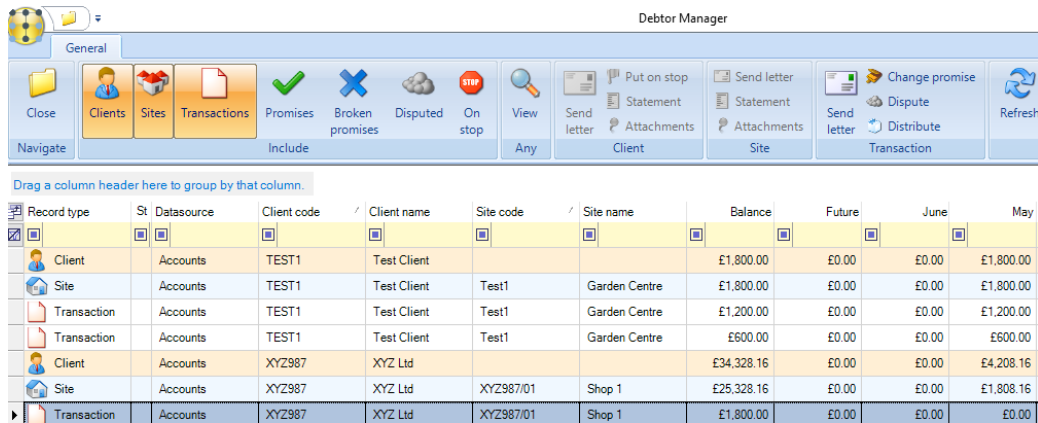 Debtor Manager
General
Close
Clients
Sites
Transactions
Promises
Broken promises
Disputed
STOP
On stop
View
Send letter
Put on stop
Statement
Attachments
Send letter
Statement
Attachments
Send letter
Change promise
Dispute
Distribute
Refresh
Navigate
Include
Any
Client
Site
Transaction
Drag a column header here to group by that column.
Record type St Datasource Client code Client name Site code Site name Balance Future June May
Client Accounts TEST1 Test Client £1,800.00 £0.00 £0.00 £1,800.00
Site Accounts TEST1 Test Client Test1 Garden Centre £1,800.00 £0.00 £0.00 £1,800.00
Transaction Accounts TEST1 Test Client Test1 Garden Centre £1,200.00 £0.00 £0.00 £1,200.00
Transaction Accounts TEST1 Test Client Test1 Garden Centre £600.00 £0.00 £0.00 £600.00
Client Accounts XYZ987 XYZ Ltd £34,328.16 £0.00 £0.00 £4,208.16
Site Accounts XYZ987 XYZ Ltd XYZ987/01 Shop 1 £25,328.16 £0.00 £0.00 £1,808.16
Transaction Accounts XYZ987 XYZ Ltd XYZ987/01 Shop 1 £1,800.00 £0.00 £0.00 £0.00